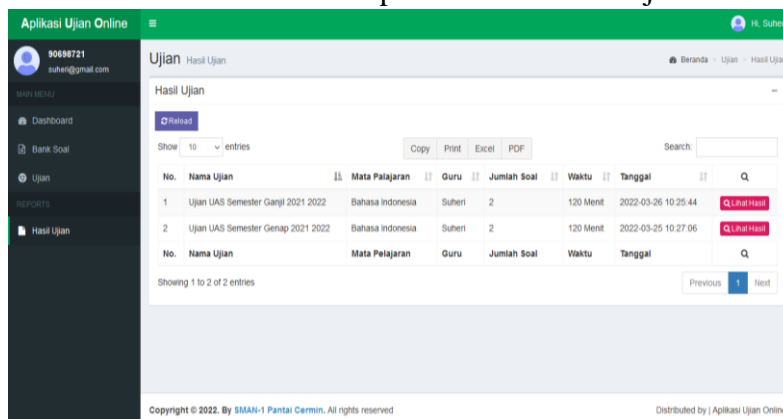 Aplikasi Ujian Online
Hi, Suher
90698721
suheri@gmail.com
MAIN MENU
Dashboard
Bank Soal
Ujian
REPORTS
Hasil Ujian
Ujian Hasil Ujian
Beranda > Ujian > Hasil Ujian
Hasil Ujian
Reload
Show 10 entries
Copy Print Excel PDF
Search:
No. Nama Ujian Mata Palajaran Guru Jumlah Soal Waktu Tanggal
1 Ujian UAS Semester Ganjil 2021 2022 Bahasa Indonesia Suheri 2 120 Menit 2022-03-26 10:25:44 Lihat Hasil
2 Ujian UAS Semester Genap 2021 2022 Bahasa Indonesia Suheri 2 120 Menit 2022-03-25 10:27:06 Lihat Hasil
No. Nama Ujian Mata Pelajaran Guru Jumlah Soal Waktu Tanggal
Showing 1 to 2 of 2 entries
Previous 1 Next
Copyright © 2022. By SMAN-1 Pantai Cermin. All rights reserved
Distributed by | Aplikasi Ujian Online